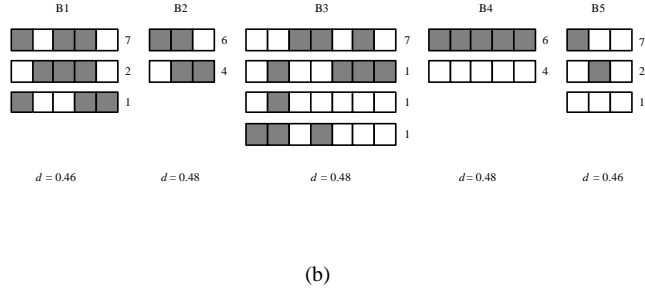 B1 B2 B3 B4 B5
7 6 7 6 7
2 4 1 4 2
1 1 1
1
d = 0.46 d = 0.48 d = 0.48 d = 0.48 d = 0.46
(b)